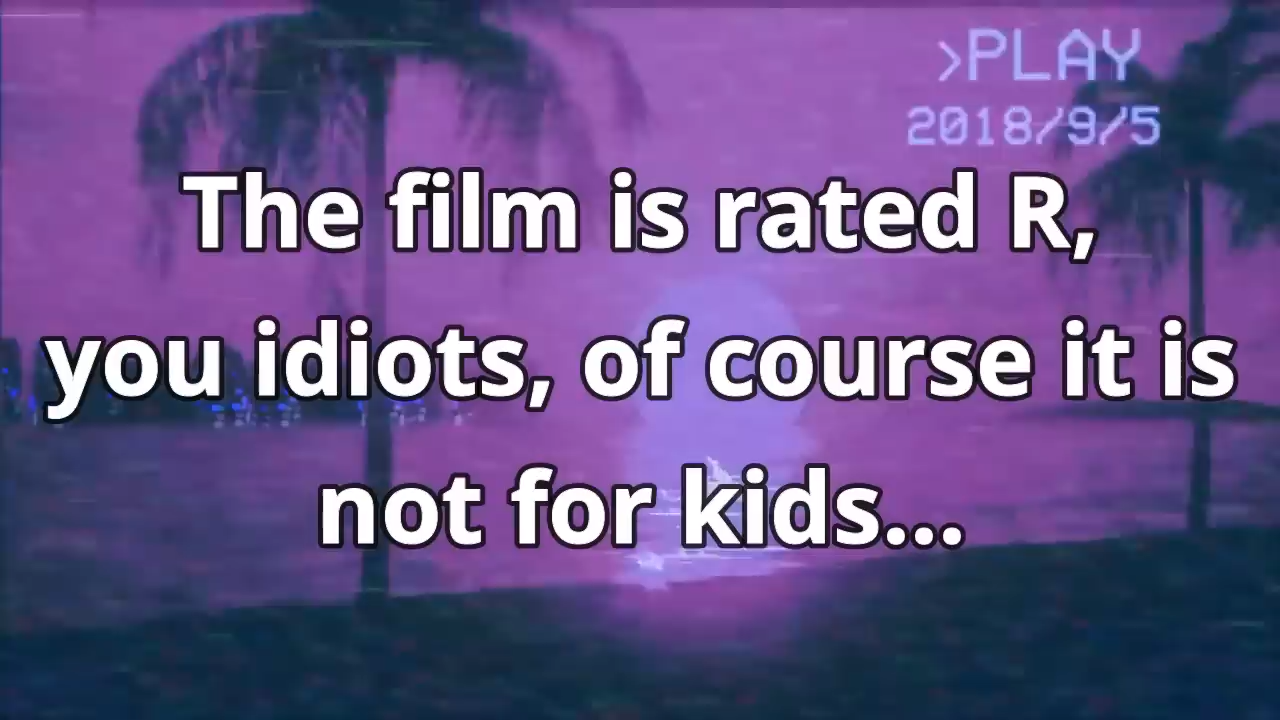 >PLAY
2018/9/5
The film is rated R,
you idiots, of course it is
not for kids...